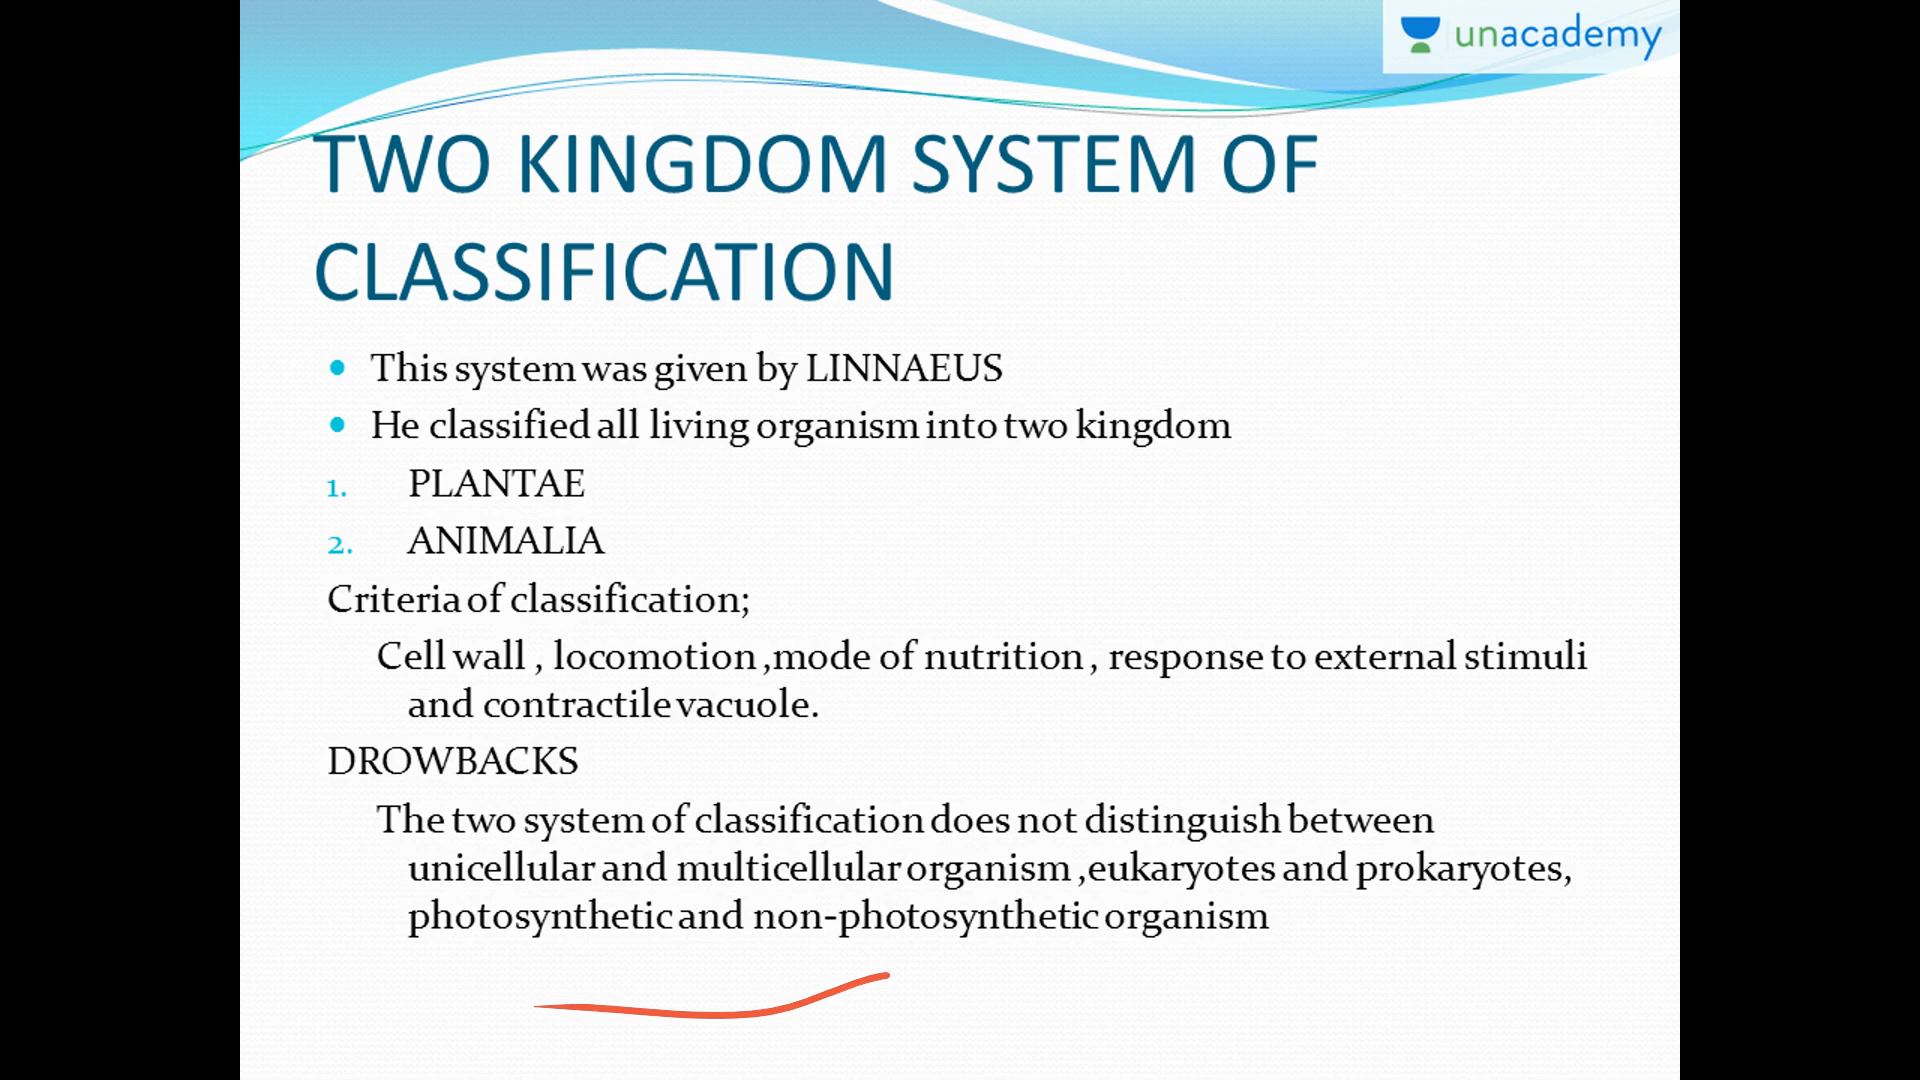 unacademy
TWO KINGDOM SYSTEM OF
CLASSIFICATION
• This system was given by LINNAEUS
• He classified all living organism into two kingdom
1. PLANTAE
2. ANIMALIA
Criteria of classification;
Cell wall , locomotion ,mode of nutrition , response to external stimuli
and contractile vacuole.
DROWBACKS
The two system of classification does not distinguish between
unicellular and multicellular organism ,eukaryotes and prokaryotes,
photosynthetic and non-photosynthetic organism